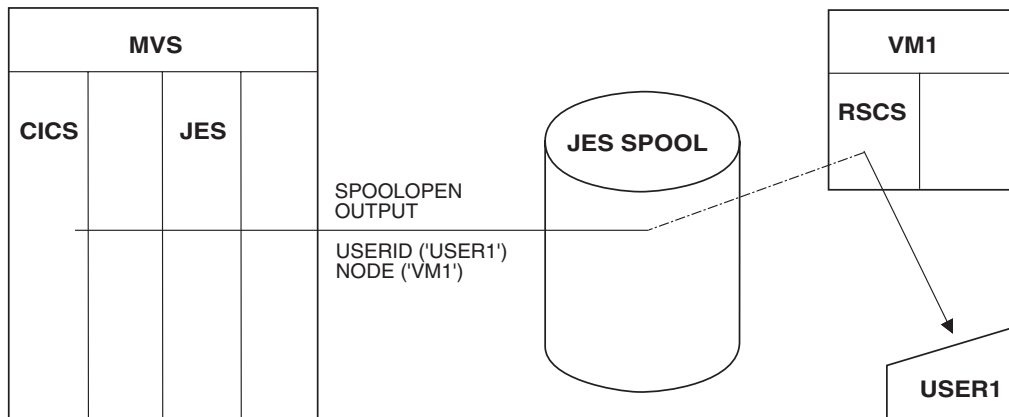 MVS
VM1
CICS
JES
RSCS
JES SPOOL
SPOOLOPEN
OUTPUT
USERID ('USER1')
NODE ('VM1')
USER1